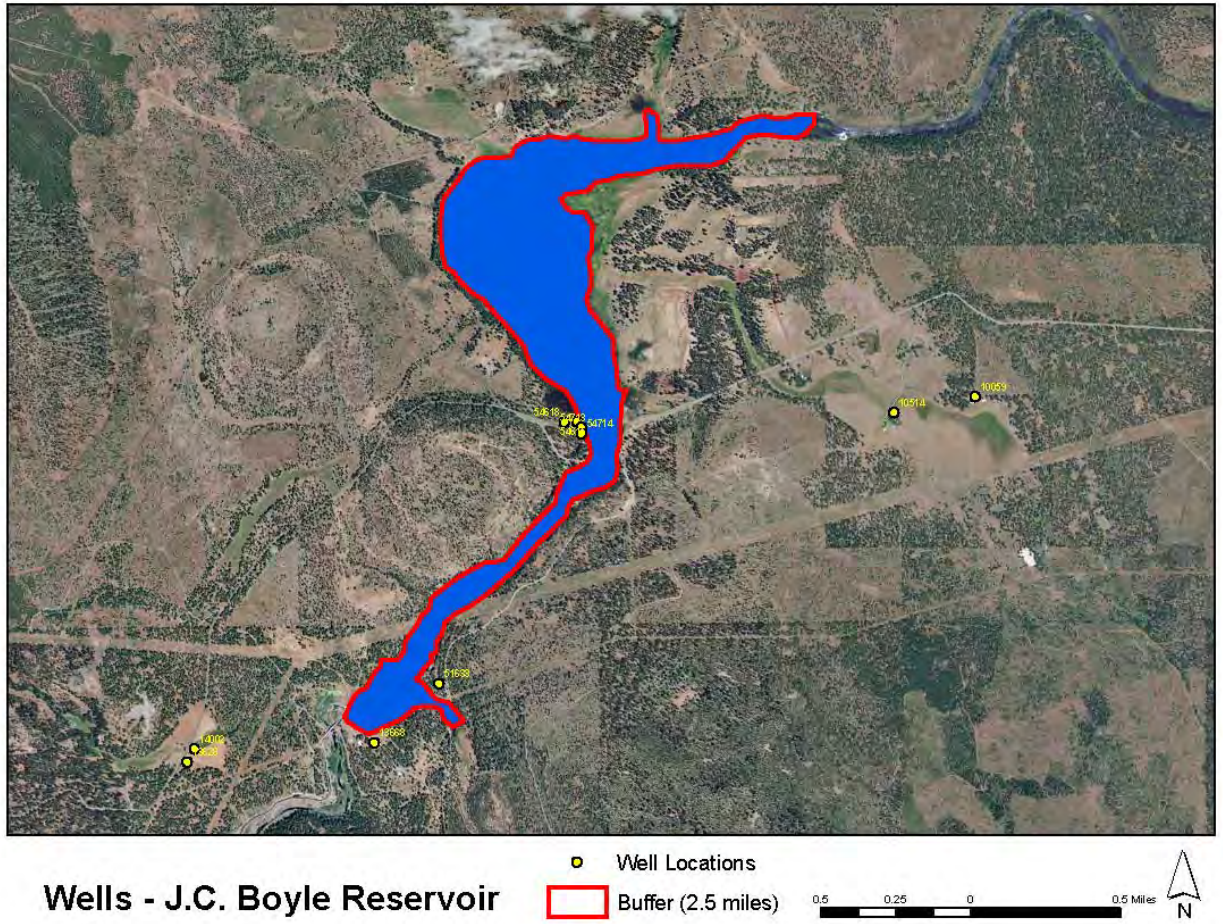 10059
10514
54618
54714
51633
14002
Well Locations
Wells - J.C. Boyle Reservoir
Buffer (2.5 miles)
0.5 0.25 0 0.5 Miles
N